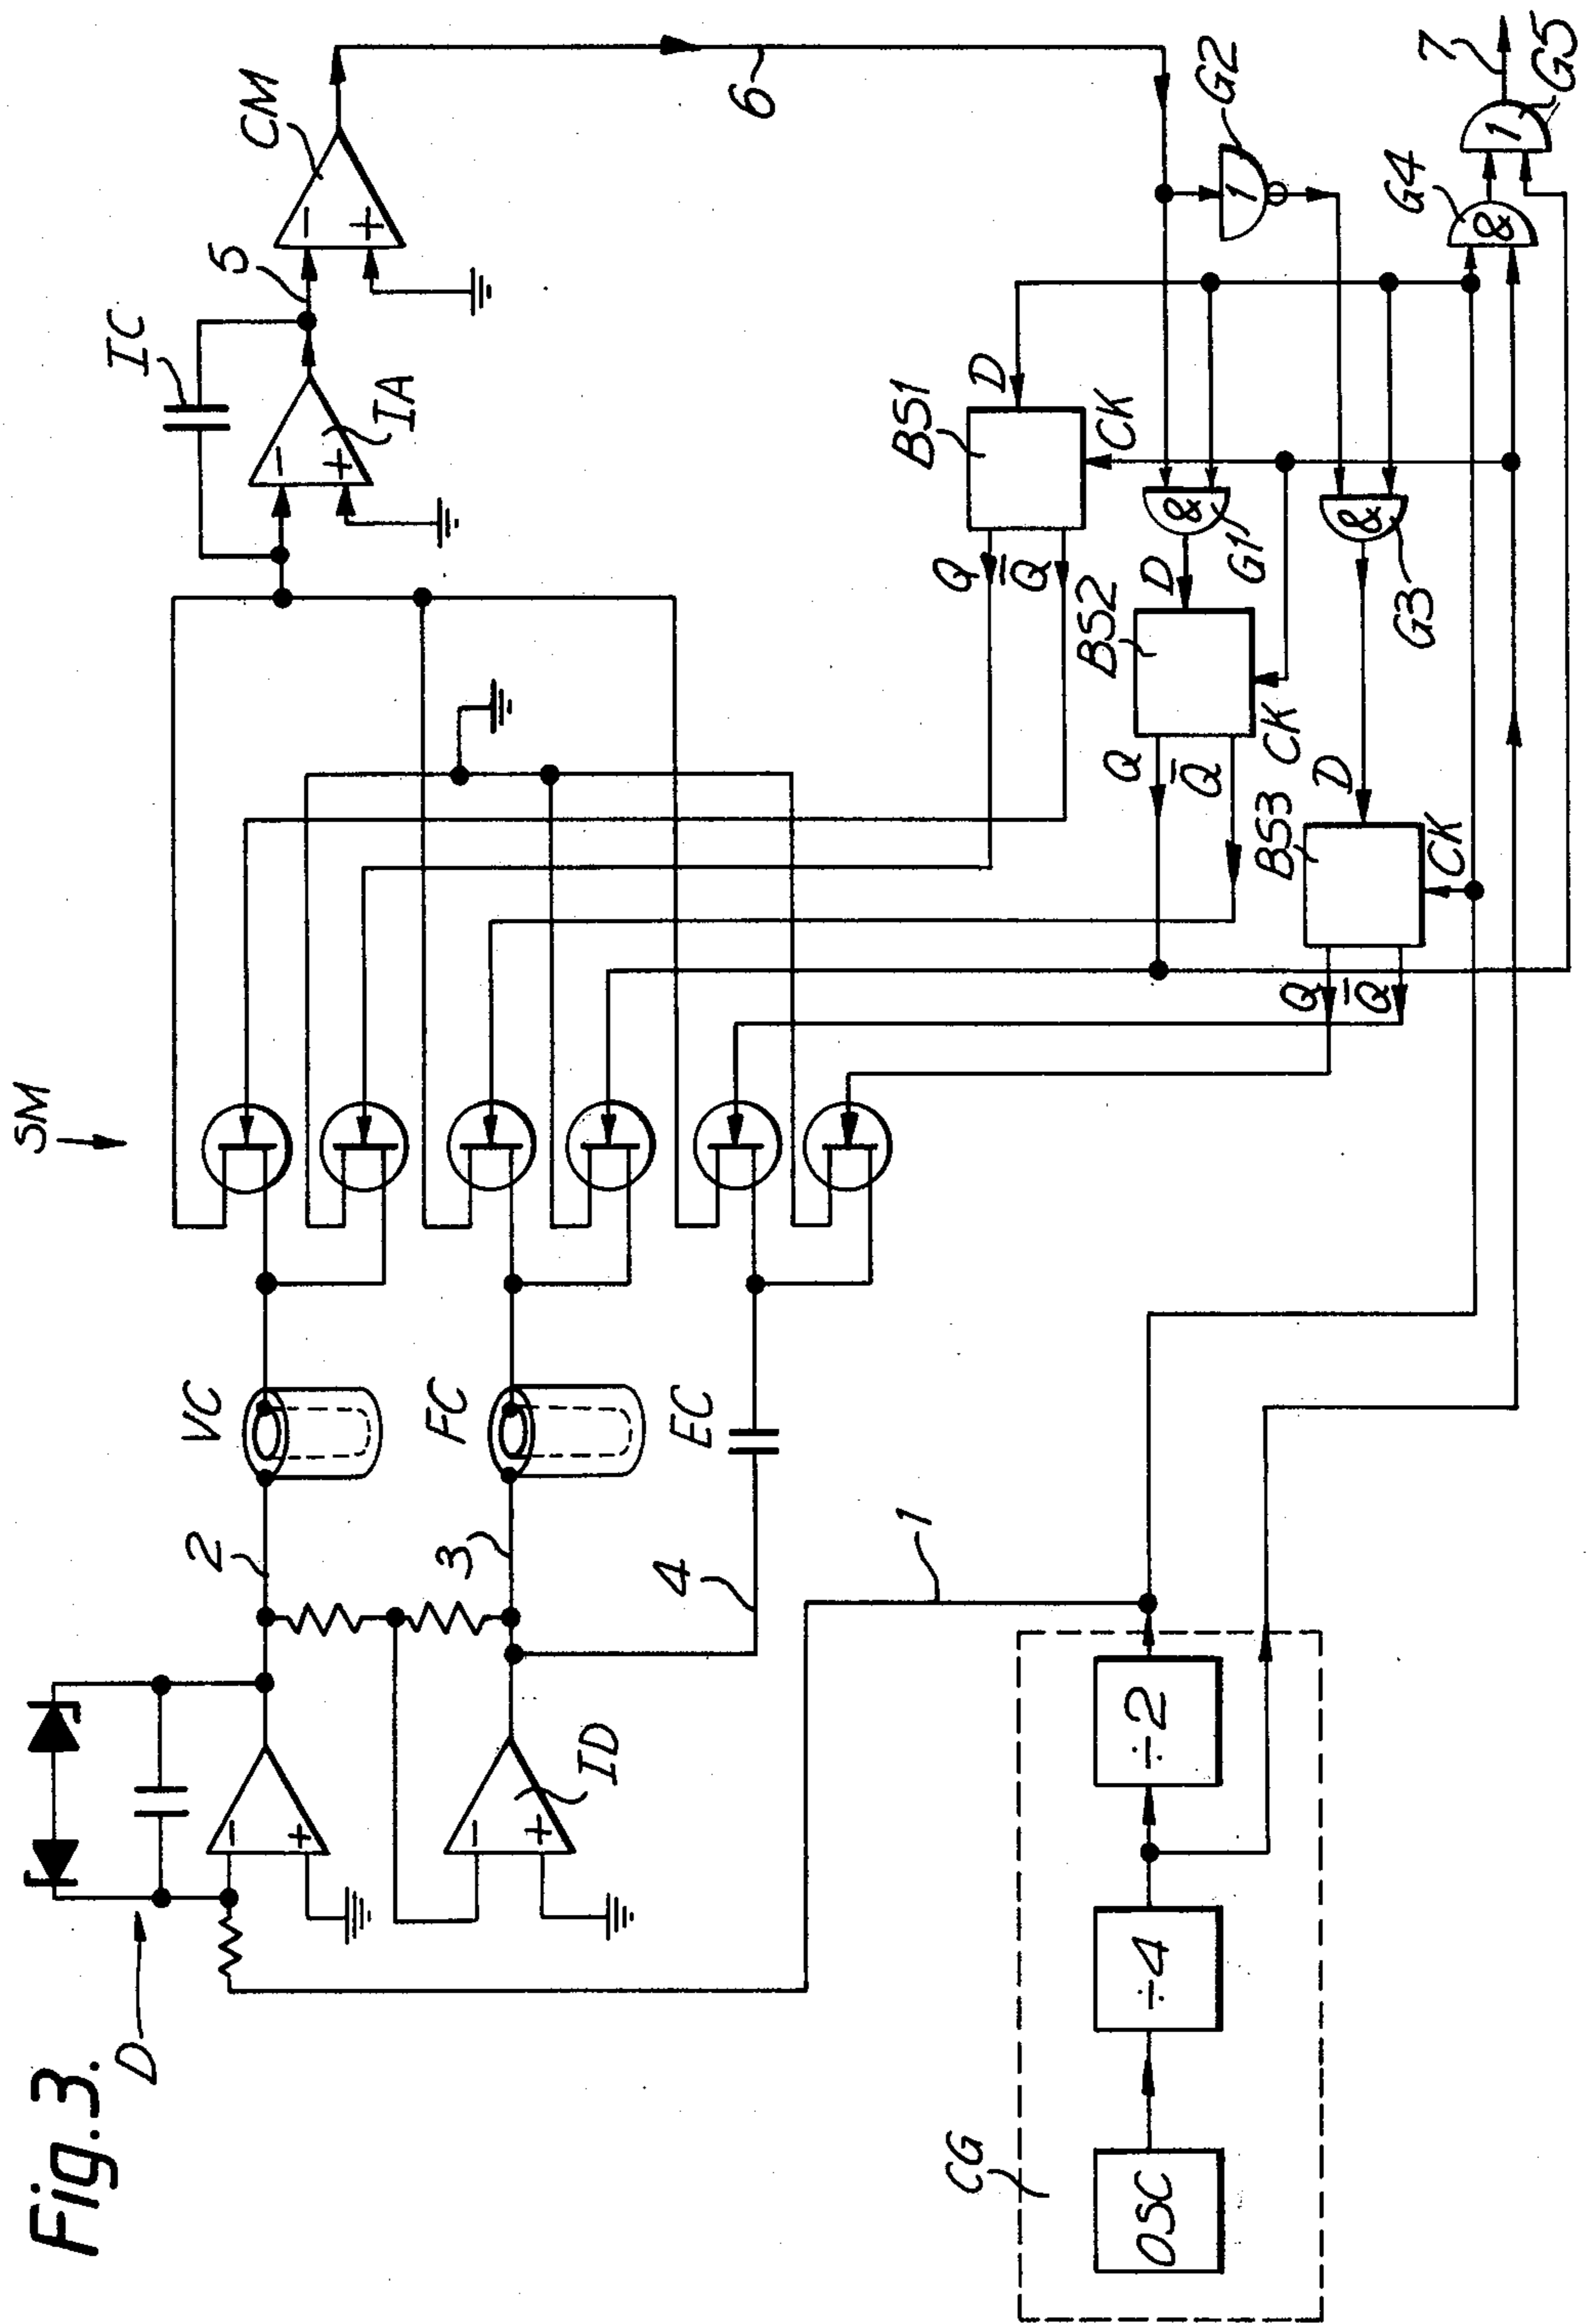 Fig.3.
D
-
+
2
VC
SM
IC
-
+
IA
5
CM
-
+
6
-
+
ID
3
FC
4
EC
1
CG
OSC
÷4
÷2
BS1
D
CK
Q
Q̅
BS2
D
CK
Q
Q̅
BS3
D
CK
Q
Q̅
&
G1
1
G2
&
G3
&
G4
1
G5
7